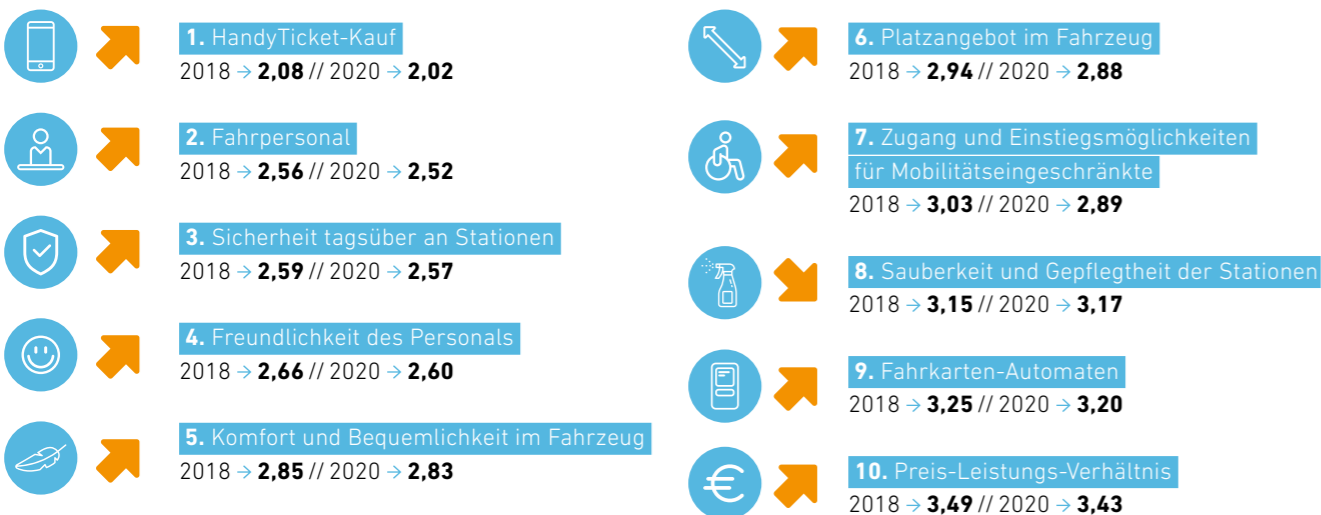 1. HandyTicket-Kauf
2018 → 2,08 // 2020 → 2,02
2. Fahrpersonal
2018 → 2,56 // 2020 → 2,52
3. Sicherheit tagsüber an Stationen
2018 → 2,59 // 2020 → 2,57
4. Freundlichkeit des Personals
2018 → 2,66 // 2020 → 2,60
5. Komfort und Bequemlichkeit im Fahrzeug
2018 → 2,85 // 2020 → 2,83
6. Platzangebot im Fahrzeug
2018 → 2,94 // 2020 → 2,88
7. Zugang und Einstiegsmöglichkeiten
für Mobilitätseingeschränkte
2018 → 3,03 // 2020 → 2,89
8. Sauberkeit und Gepflegtheit der Stationen
2018 → 3,15 // 2020 → 3,17
9. Fahrkarten-Automaten
2018 → 3,25 // 2020 → 3,20
10. Preis-Leistungs-Verhältnis
2018 → 3,49 // 2020 → 3,43